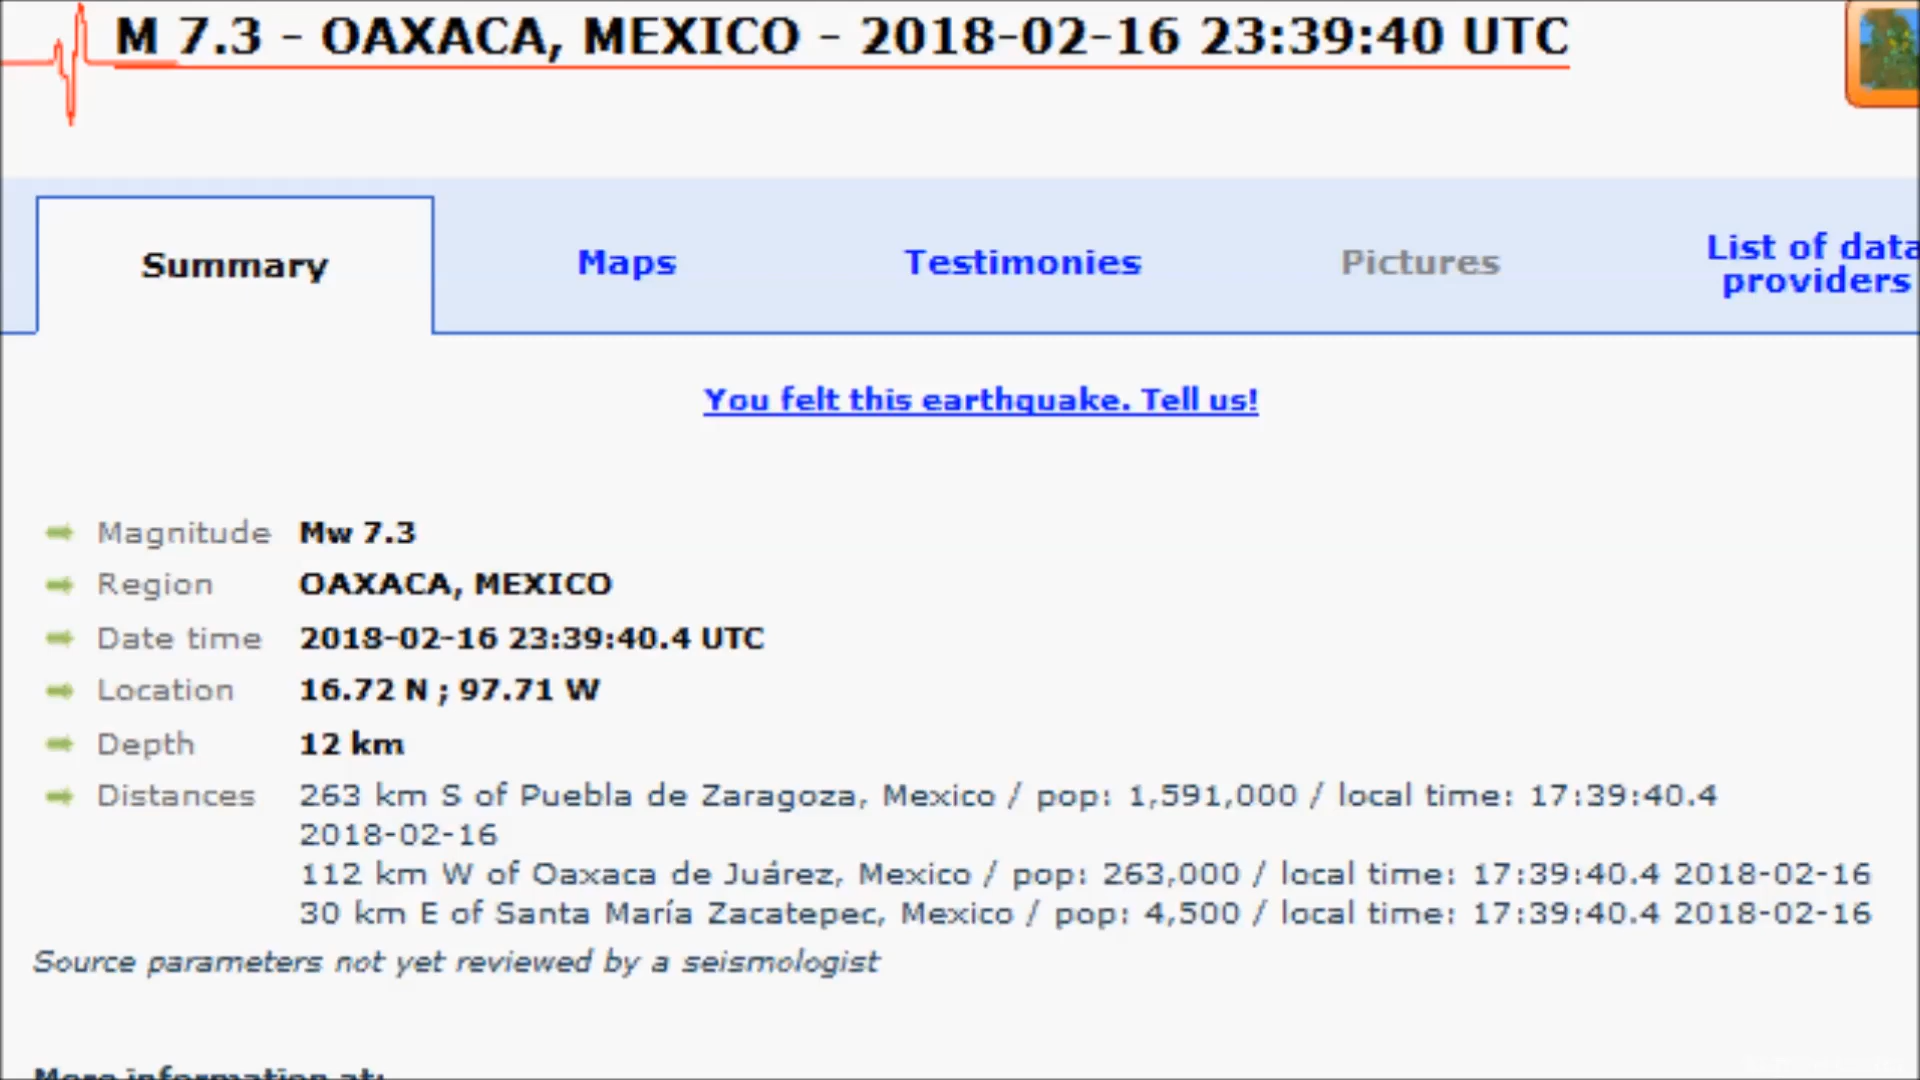 M 7.3 - OAXACA, MEXICO - 2018-02-16 23:39:40 UTC
Summary
Maps
Testimonies
Pictures
List of data
providers
You felt this earthquake. Tell us!
Magnitude Mw 7.3
Region OAXACA, MEXICO
Date time 2018-02-16 23:39:40.4 UTC
Location 16.72 N ; 97.71 W
Depth 12 km
Distances 263 km S of Puebla de Zaragoza, Mexico / pop: 1,591,000 / local time: 17:39:40.4
2018-02-16
112 km W of Oaxaca de Juárez, Mexico / pop: 263,000 / local time: 17:39:40.4 2018-02-16
30 km E of Santa María Zacatepec, Mexico / pop: 4,500 / local time: 17:39:40.4 2018-02-16
Source parameters not yet reviewed by a seismologist
More information at: